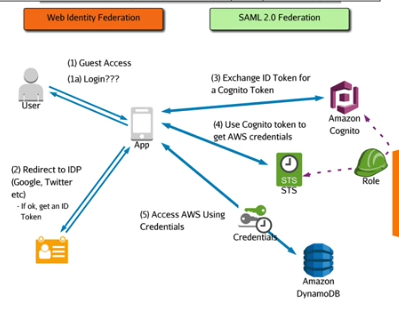 Web Identity Federation
SAML 2.0 Federation
(1) Guest Access
(1a) Login???
User
App
(3) Exchange ID Token for
a Cognito Token
Amazon
Cognito
(4) Use Cognito token to
get AWS credentials
STS
STS
Role
(2) Redirect to IDP
(Google, Twitter
etc)
- If ok, get an ID
Token
(5) Access AWS Using
Credentials
Credentials
Amazon
DynamoDB